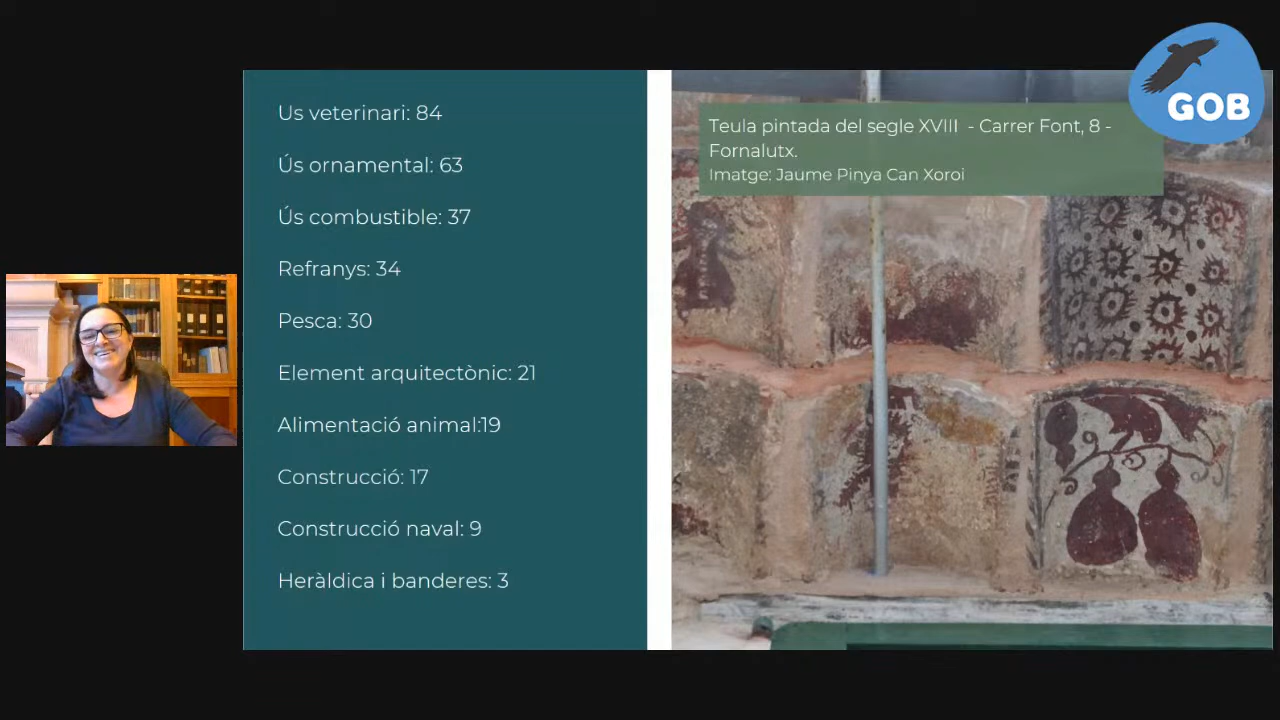 Us veterinari: 84
Ús ornamental: 63
Ús combustible: 37
Refranys: 34
Pesca: 30
Element arquitectònic: 21
Alimentació animal:19
Construcció: 17
Construcció naval: 9
Heràldica i banderes: 3
Teula pintada del segle XVIII - Carrer Font, 8 -
Fornalutx.
Imatge: Jaume Pinya Can Xoroi
GOB